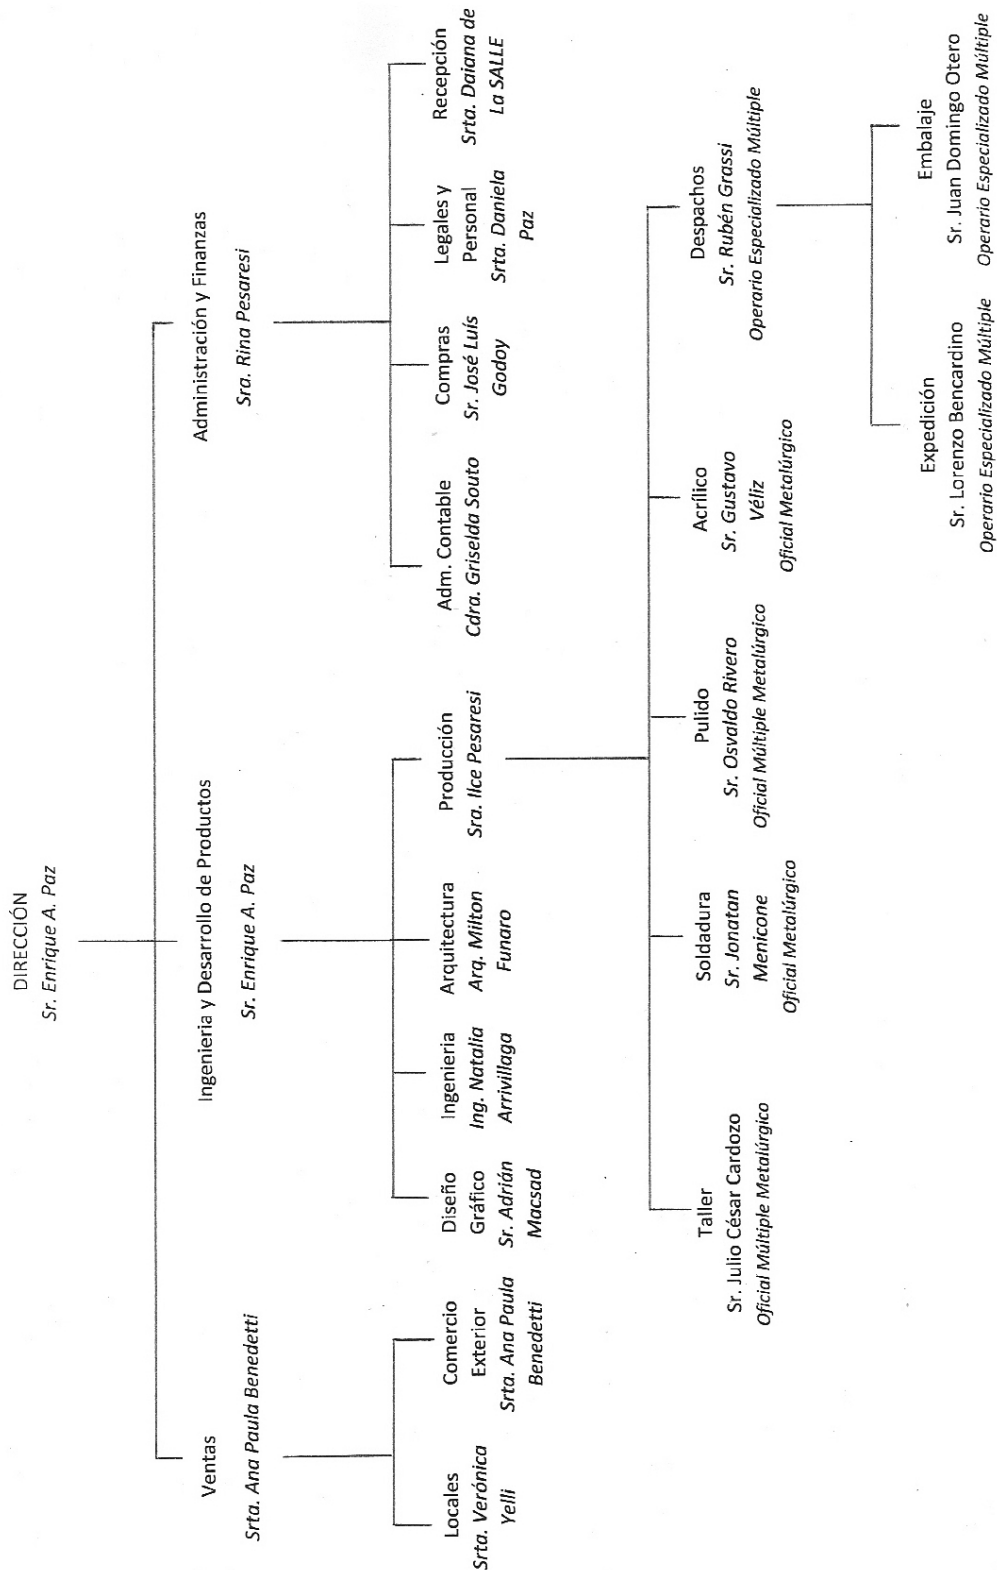 DIRECCIÓN
Sr. Enrique A. Paz
Ventas
Srta. Ana Paula Benedetti
Ingenieria y Desarrollo de Productos
Sr. Enrique A. Paz
Administración y Finanzas
Sra. Rina Pesaresi
Locales
Srta. Verónica
Yelli
Comercio
Exterior
Srta. Ana Paula
Benedetti
Diseño
Gráfico
Sr. Adrián
Macsad
Ingenieria
Ing. Natalia
Arrivillaga
Arquitectura
Arq. Milton
Funaro
Producción
Sra. Ilce Pesaresi
Adm. Contable
Cdra. Griselda Souto
Compras
Sr. José Luís
Godoy
Legales y
Personal
Srta. Daniela
Paz
Recepción
Srta. Daiana de
La SALLE
Taller
Sr. Julio César Cardozo
Oficial Múltiple Metalúrgico
Soldadura
Sr. Jonatan
Menicone
Oficial Metalúrgico
Pulido
Sr. Osvaldo Rivero
Oficial Múltiple Metalúrgico
Acrílico
Sr. Gustavo
Véliz
Oficial Metalúrgico
Despachos
Sr. Rubén Grassi
Operario Especializado Múltiple
Expedición
Sr. Lorenzo Bencardino
Operario Especializado Múltiple
Embalaje
Sr. Juan Domingo Otero
Operario Especializado Múltiple